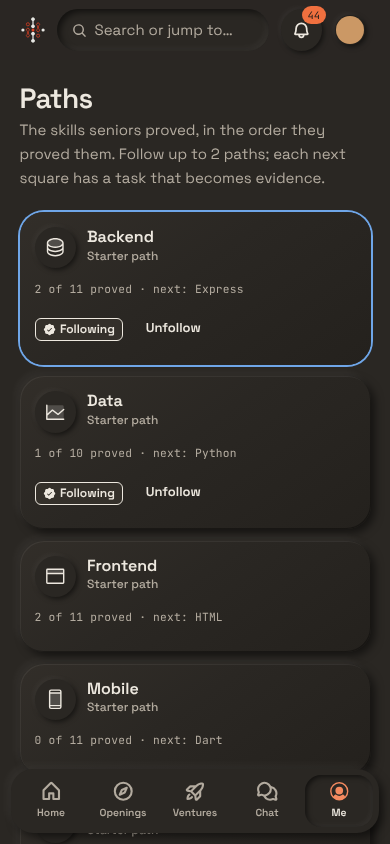 Search or jump to...
44
Paths
The skills seniors proved, in the order they
proved them. Follow up to 2 paths; each next
square has a task that becomes evidence.
Backend
Starter path
2 of 11 proved · next: Express
Following
Unfollow
Data
Starter path
1 of 10 proved · next: Python
Following
Unfollow
Frontend
Starter path
2 of 11 proved · next: HTML
Mobile
Starter path
0 of 11 proved · next: Dart
Home
Openings
Ventures
Chat
Me
Starter path